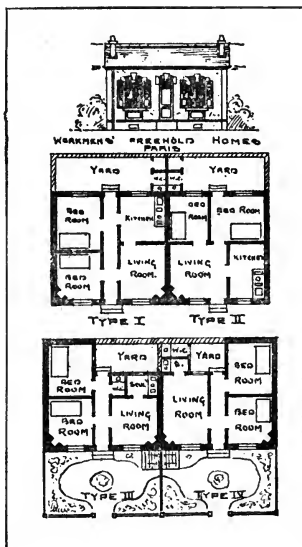 WORKMENS' FREEHOLD HOMES
PARIS
YARD W.C. W.C. YARD
BED ROOM KITCHEN BED ROOM BED ROOM
BED ROOM LIVING ROOM. LIVING ROOM KITCHEN
TYPE I TYPE II
BED ROOM YARD W.C. YARD BED ROOM
W.C. SCUL. B.
BED ROOM LIVING ROOM LIVING ROOM BED ROOM
TYPE III TYPE IV